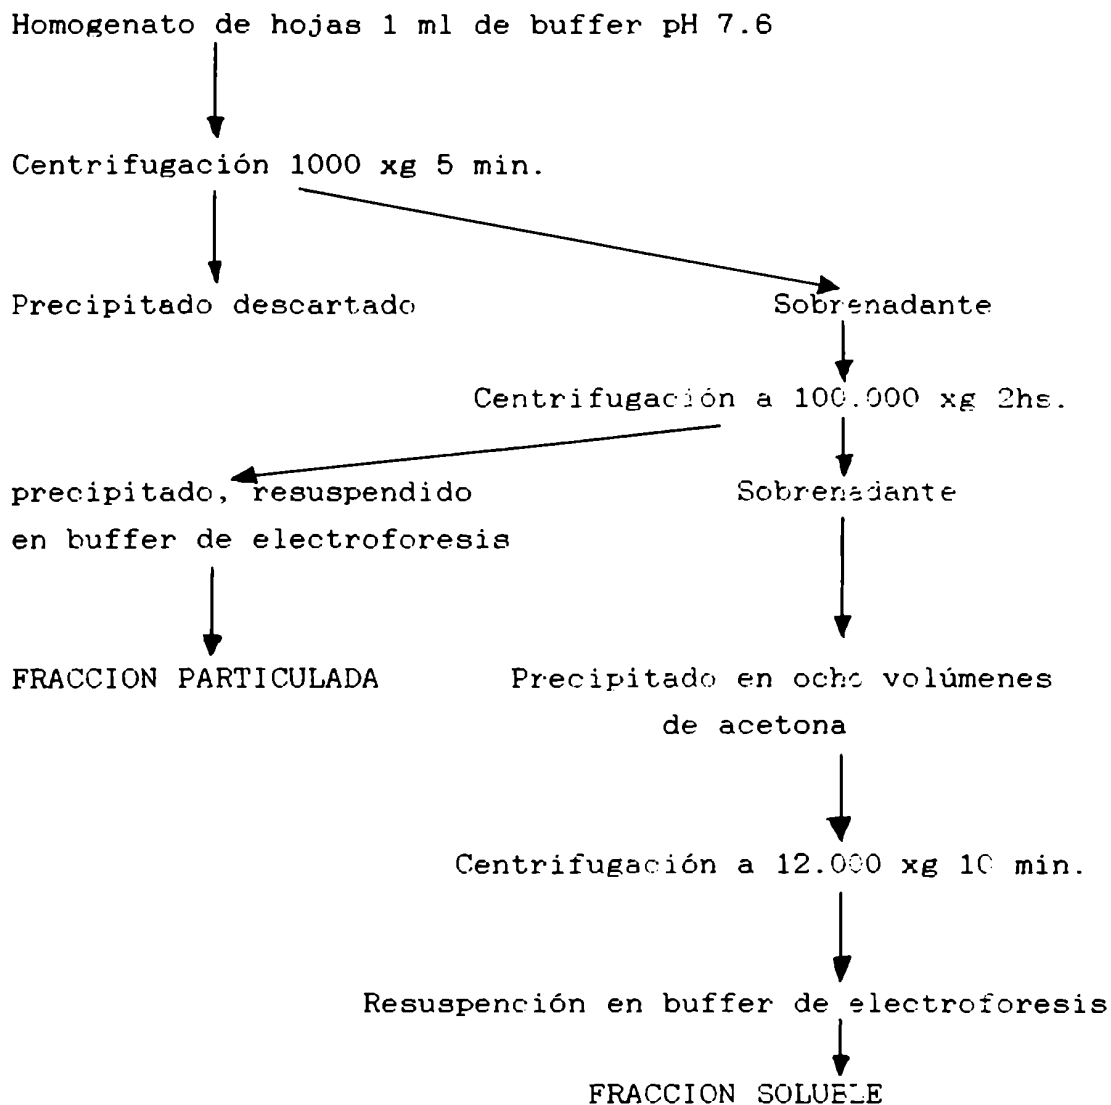 Homogenato de hojas 1 ml de buffer pH 7.6
Centrifugación 1000 xg 5 min.
Precipitado descartado
Sobrenadante
Centrifugación a 100.000 xg 2hs.
precipitado, resuspendido
en buffer de electroforesis
Sobrenadante
FRACCION PARTICULADA
Precipitado en ocho volúmenes
de acetona
Centrifugación a 12.000 xg 10 min.
Resuspención en buffer de electroforesis
FRACCION SOLUBLE